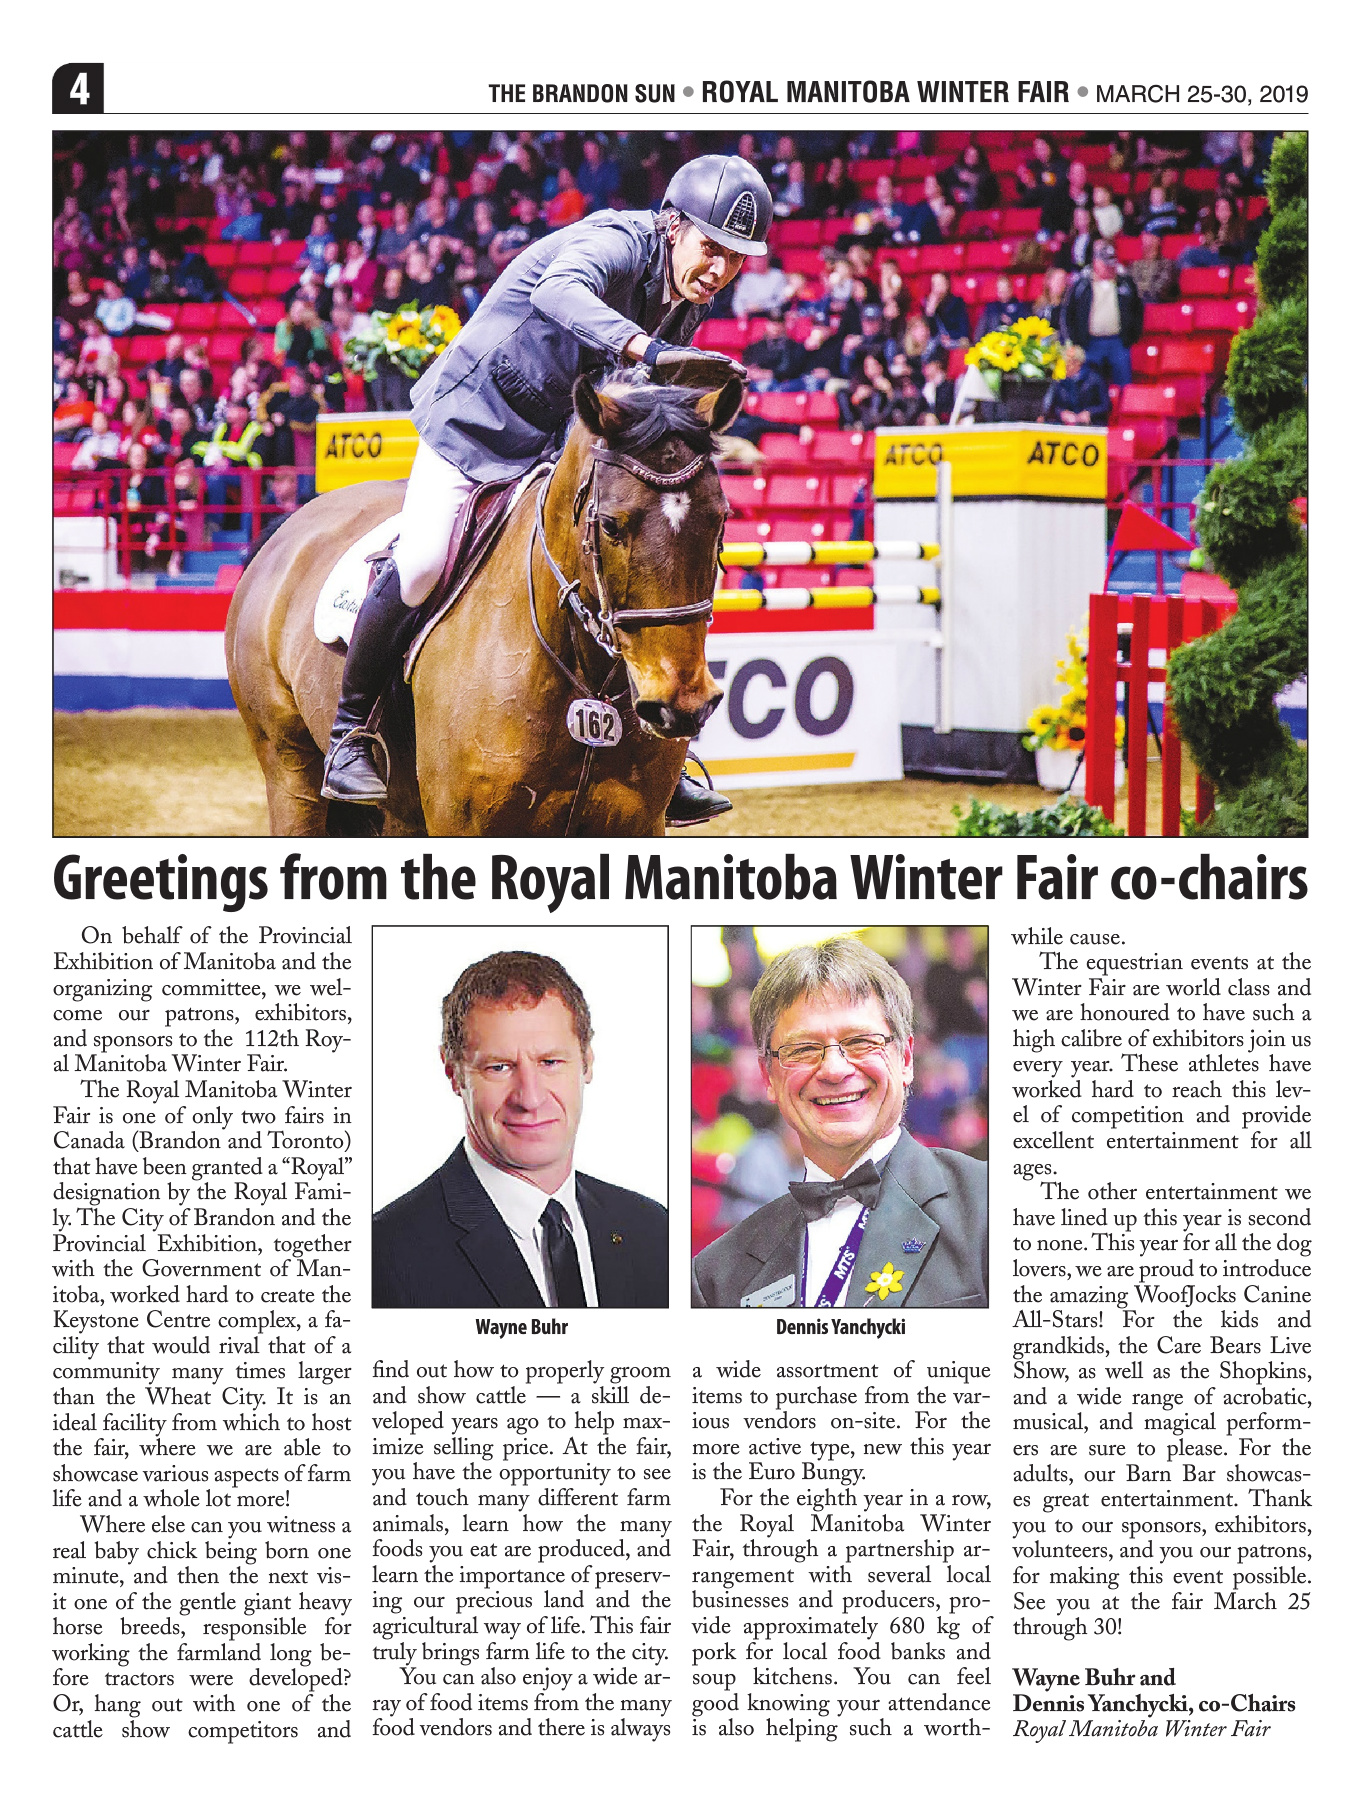 4
THE BRANDON SUN • ROYAL MANITOBA WINTER FAIR • MARCH 25-30, 2019
ATCO
ATCO
ATCO
TCO
162
Greetings from the Royal Manitoba Winter Fair co-chairs
On behalf of the Provincial
Exhibition of Manitoba and the
organizing committee, we wel-
come our patrons, exhibitors,
and sponsors to the 112th Roy-
al Manitoba Winter Fair.
The Royal Manitoba Winter
Fair is one of only two fairs in
Canada (Brandon and Toronto)
that have been granted a “Royal”
designation by the Royal Fami-
ly. The City of Brandon and the
Provincial Exhibition, together
with the Government of Man-
itoba, worked hard to create the
Keystone Centre complex, a fa-
cility that would rival that of a
community many times larger
than the Wheat City. It is an
ideal facility from which to host
the fair, where we are able to
showcase various aspects of farm
life and a whole lot more!
Where else can you witness a
real baby chick being born one
minute, and then the next vis-
it one of the gentle giant heavy
horse breeds, responsible for
working the farmland long be-
fore tractors were developed?
Or, hang out with one of the
cattle show competitors and
Wayne Buhr
find out how to properly groom
and show cattle — a skill de-
veloped years ago to help max-
imize selling price. At the fair,
you have the opportunity to see
and touch many different farm
animals, learn how the many
foods you eat are produced, and
learn the importance of preserv-
ing our precious land and the
agricultural way of life. This fair
truly brings farm life to the city.
You can also enjoy a wide ar-
ray of food items from the many
food vendors and there is always
MTS
Dennis Yanchycki
a wide assortment of unique
items to purchase from the var-
ious vendors on-site. For the
more active type, new this year
is the Euro Bungy.
For the eighth year in a row,
the Royal Manitoba Winter
Fair, through a partnership ar-
rangement with several local
businesses and producers, pro-
vide approximately 680 kg of
pork for local food banks and
soup kitchens. You can feel
good knowing your attendance
is also helping such a worth-
while cause.
The equestrian events at the
Winter Fair are world class and
we are honoured to have such a
high calibre of exhibitors join us
every year. These athletes have
worked hard to reach this lev-
el of competition and provide
excellent entertainment for all
ages.
The other entertainment we
have lined up this year is second
to none. This year for all the dog
lovers, we are proud to introduce
the amazing WoofJocks Canine
All-Stars! For the kids and
grandkids, the Care Bears Live
Show, as well as the Shopkins,
and a wide range of acrobatic,
musical, and magical perform-
ers are sure to please. For the
adults, our Barn Bar showcas-
es great entertainment. Thank
you to our sponsors, exhibitors,
volunteers, and you our patrons,
for making this event possible.
See you at the fair March 25
through 30!
Wayne Buhr and
Dennis Yanchycki, co-Chairs
Royal Manitoba Winter Fair